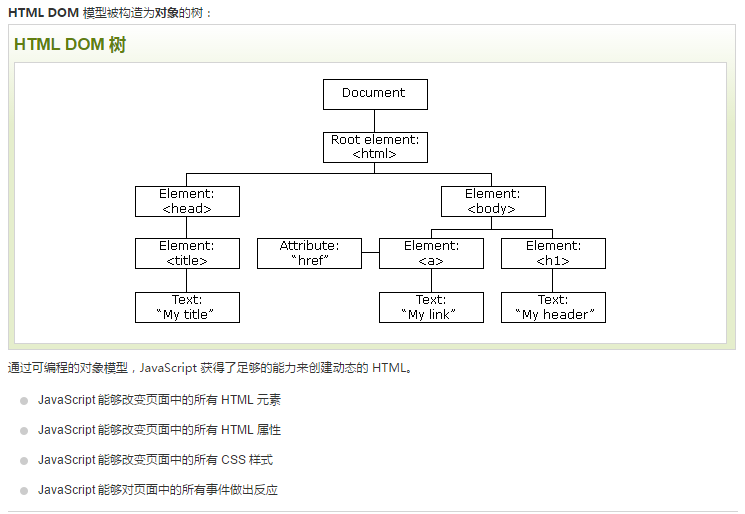 HTML DOM 模型被构造为对象的树：
HTML DOM 树
Document
Root element:
<html>
Element:
<head>
Element:
<body>
Element:
<title>
Attribute:
“href”
Element:
<a>
Element:
<h1>
Text:
“My title”
Text:
“My link”
Text:
“My header”
通过可编程的对象模型，JavaScript 获得了足够的能力来创建动态的 HTML。
JavaScript 能够改变页面中的所有 HTML 元素
JavaScript 能够改变页面中的所有 HTML 属性
JavaScript 能够改变页面中的所有 CSS 样式
JavaScript 能够对页面中的所有事件做出反应